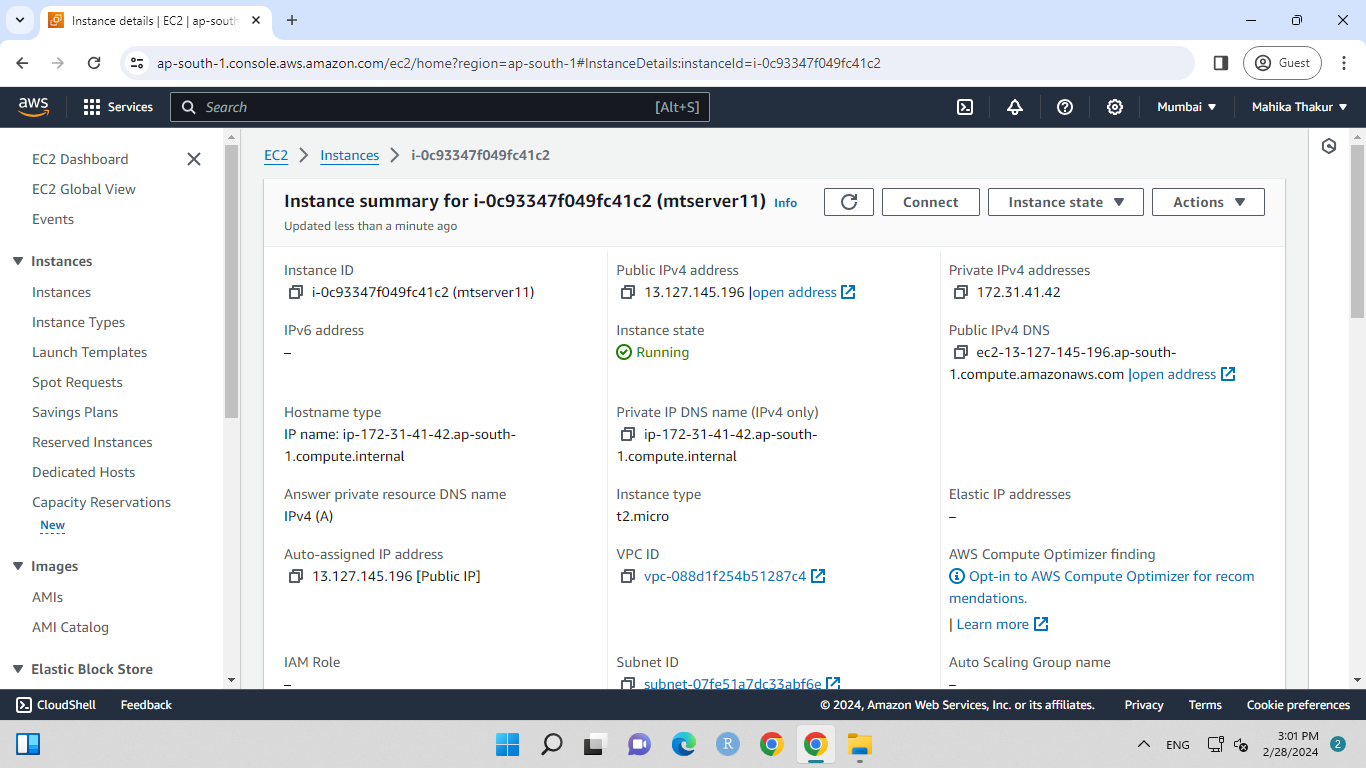 Instance details | EC2 | ap-south
ap-south-1.console.aws.amazon.com/ec2/home?region=ap-south-1#InstanceDetails:instanceId=i-0c93347f049fc41c2
Guest
aws
Services
Search
[Alt+S]
Mumbai
Mahika Thakur
EC2 Dashboard
EC2 Global View
Events
Instances
Instances
Instance Types
Launch Templates
Spot Requests
Savings Plans
Reserved Instances
Dedicated Hosts
Capacity Reservations
New
Images
AMIs
AMI Catalog
Elastic Block Store
EC2
Instances
i-0c93347f049fc41c2
Instance summary for i-0c93347f049fc41c2 (mtserver11) Info
Updated less than a minute ago
Connect
Instance state
Actions
Instance ID
i-0c93347f049fc41c2 (mtserver11)
Public IPv4 address
13.127.145.196 |open address
Private IPv4 addresses
172.31.41.42
IPv6 address
–
Instance state
Running
Public IPv4 DNS
ec2-13-127-145-196.ap-south-
1.compute.amazonaws.com |open address
Hostname type
IP name: ip-172-31-41-42.ap-south-
1.compute.internal
Private IP DNS name (IPv4 only)
ip-172-31-41-42.ap-south-
1.compute.internal
Answer private resource DNS name
IPv4 (A)
Instance type
t2.micro
Elastic IP addresses
–
Auto-assigned IP address
13.127.145.196 [Public IP]
VPC ID
vpc-088d1f254b51287c4
AWS Compute Optimizer finding
Opt-in to AWS Compute Optimizer for recom
mendations.
| Learn more
IAM Role
–
Subnet ID
subnet-07fe51a7dc33abf6e
Auto Scaling Group name
–
CloudShell
Feedback
© 2024, Amazon Web Services, Inc. or its affiliates.
Privacy
Terms
Cookie preferences
R
ENG
3:01 PM
2/28/2024
2